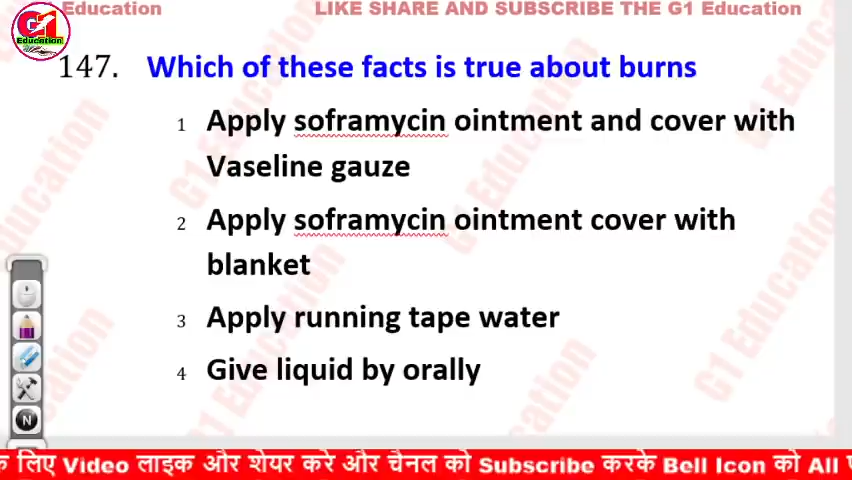 Education LIKE SHARE AND SUBSCRIBE THE G1 Education
G1
Education
147. Which of these facts is true about burns
1 Apply soframycin ointment and cover with
Vaseline gauze
2 Apply soframycin ointment cover with
blanket
3 Apply running tape water
4 Give liquid by orally
N
के लिए Video लाइक और शेयर करे और चैनल को Subscribe करके Bell Icon को All